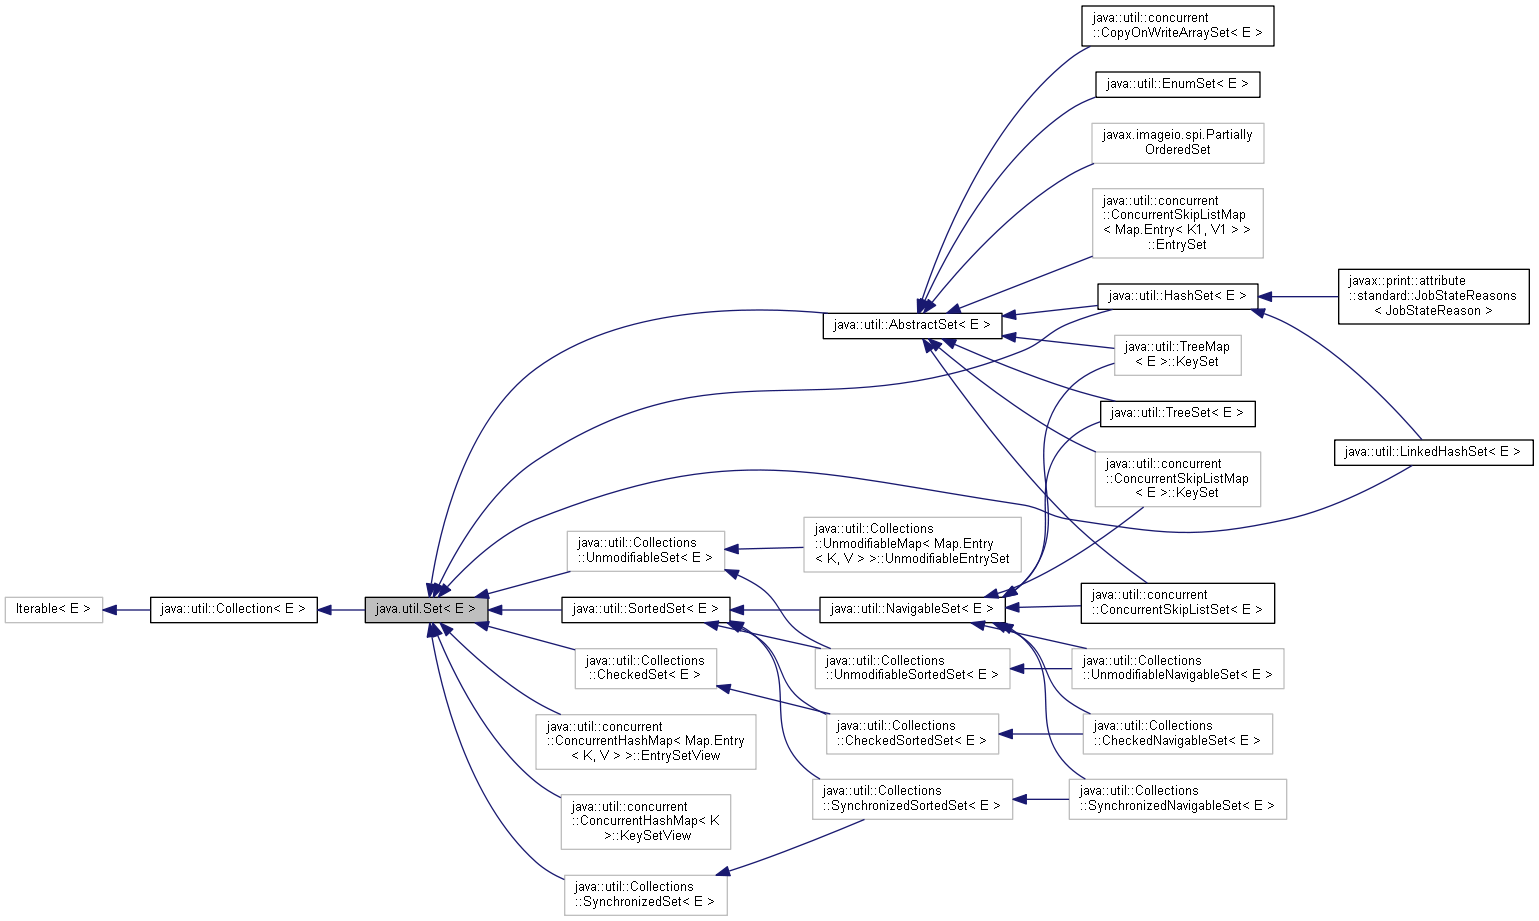 java::util::concurrent
::CopyOnWriteArraySet< E >
java::util::EnumSet< E >
javax.imageio.spi.Partially
OrderedSet
java::util::concurrent
::ConcurrentSkipListMap
< Map.Entry< K1, V1 > >
::EntrySet
java::util::HashSet< E >
javax::print::attribute
::standard::JobStateReasons
< JobStateReason >
java::util::AbstractSet< E >
java::util::TreeMap
< E >::KeySet
java::util::TreeSet< E >
java::util::LinkedHashSet< E >
java::util::concurrent
::ConcurrentSkipListMap
< E >::KeySet
java::util::Collections
::UnmodifiableSet< E >
java::util::Collections
::UnmodifiableMap< Map.Entry
< K, V > >::UnmodifiableEntrySet
Iterable< E >
java::util::Collection< E >
java.util.Set< E >
java::util::SortedSet< E >
java::util::NavigableSet< E >
java::util::concurrent
::ConcurrentSkipListSet< E >
java::util::Collections
::CheckedSet< E >
java::util::Collections
::UnmodifiableSortedSet< E >
java::util::Collections
::UnmodifiableNavigableSet< E >
java::util::concurrent
::ConcurrentHashMap< Map.Entry
< K, V > >::EntrySetView
java::util::Collections
::CheckedSortedSet< E >
java::util::Collections
::CheckedNavigableSet< E >
java::util::concurrent
::ConcurrentHashMap< K
>::KeySetView
java::util::Collections
::SynchronizedSortedSet< E >
java::util::Collections
::SynchronizedNavigableSet< E >
java::util::Collections
::SynchronizedSet< E >